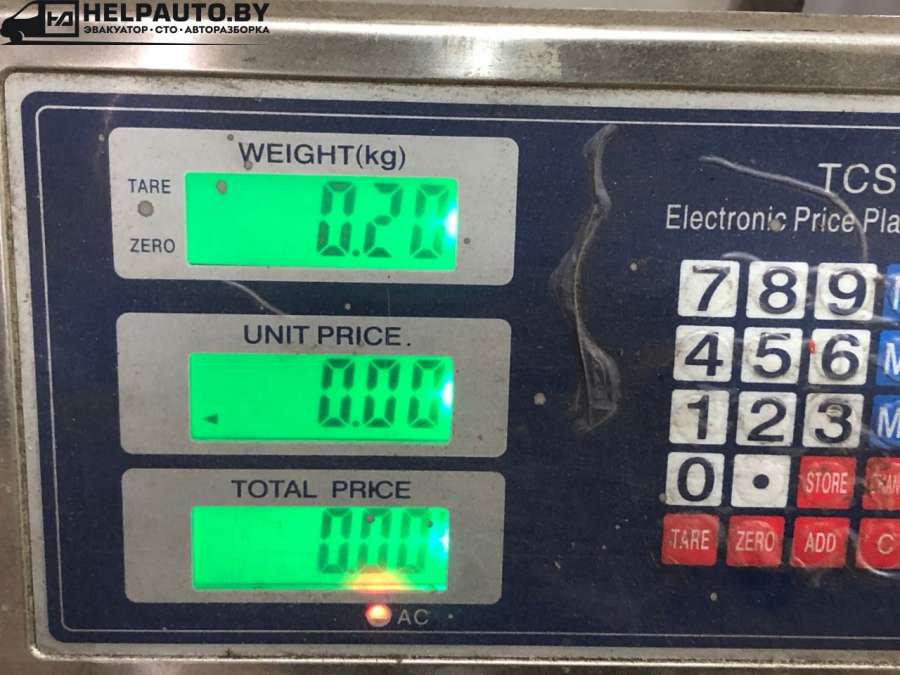 HELPAUTO.BY
ЭВАКУАТОР · СТО · АВТОРАЗБОРКА
WEIGHT(kg)
TARE
0.20
ZERO
UNIT PRICE.
0.00
TOTAL PRICE
0.00
AC
TCS
Electronic Price
7 8 9
4 5 6 M
1 2 3 M
0 . STORE
TARE ZERO ADD C